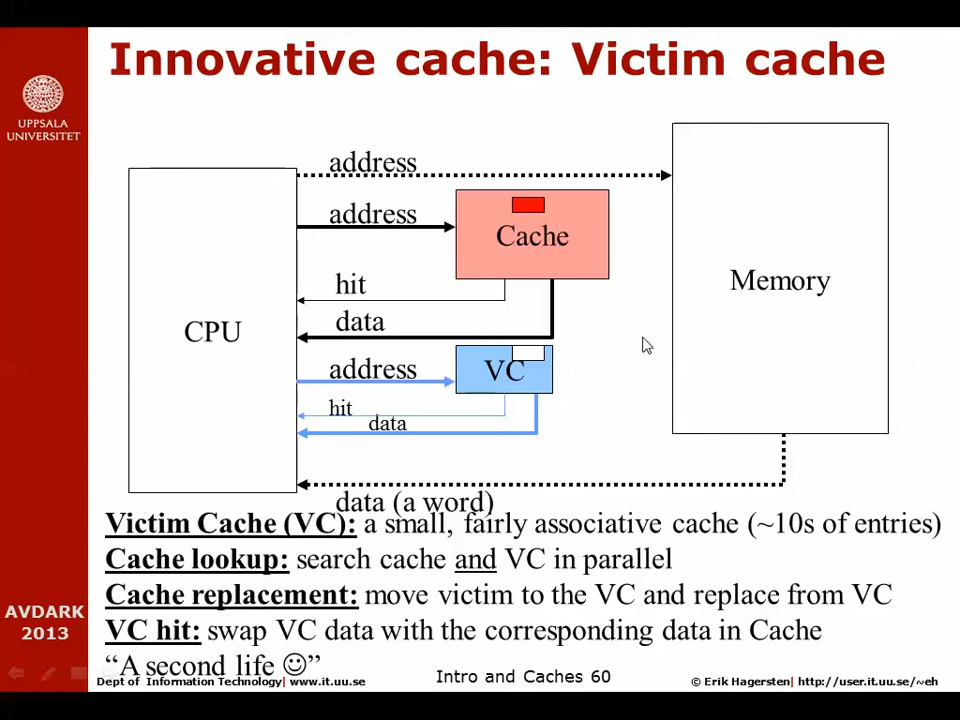 Innovative cache: Victim cache
UPPSALA
UNIVERSITET
address
address
Cache
hit
Memory
data
CPU
address
VC
hit
data
data (a word)
Victim Cache (VC): a small, fairly associative cache (~10s of entries)
Cache lookup: search cache and VC in parallel
Cache replacement: move victim to the VC and replace from VC
AVDARK
2013
VC hit: swap VC data with the corresponding data in Cache
“A second life ☺”
Dept of Information Technology| www.it.uu.se
Intro and Caches 60
© Erik Hagersten| http://user.it.uu.se/~eh